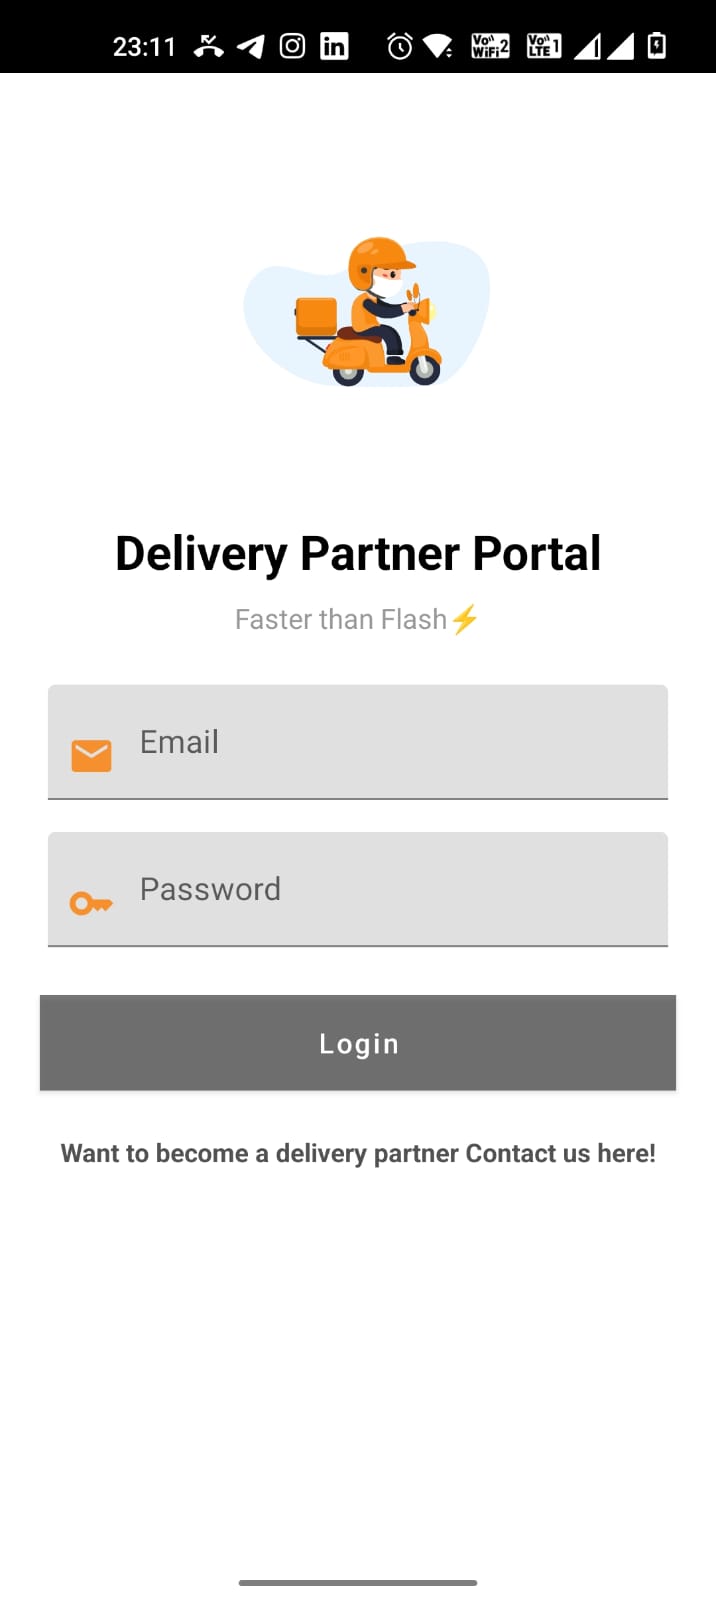 23:11 Vo)) WiFi 2 Vo)) LTE 1
Delivery Partner Portal
Faster than Flash⚡
Email
Password
Login
Want to become a delivery partner Contact us here!